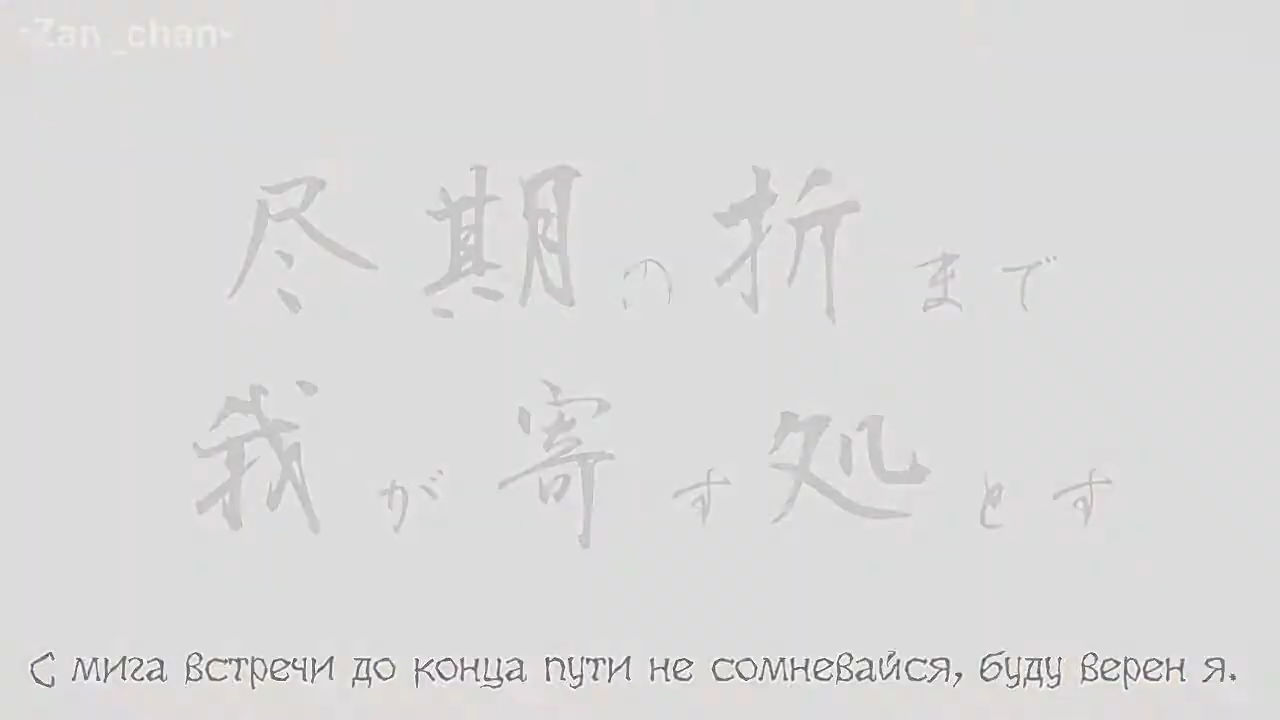 -Zan_chan-
尽期の折まで
我が寄す処とす
С мига встречи до конца пути не сомневайся, буду верен я.